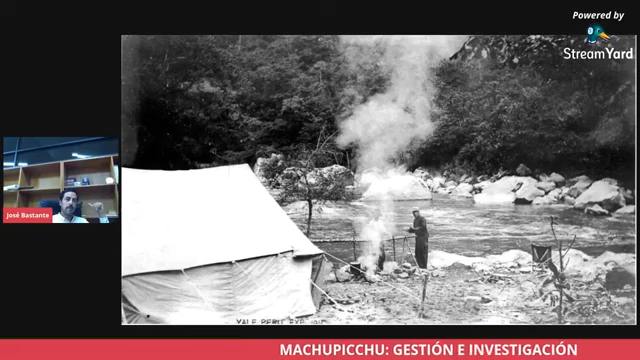 Powered by
StreamYard
José Bastante
YALE PERU EXP.
MACHUPICCHU: GESTIÓN E INVESTIGACIÓN